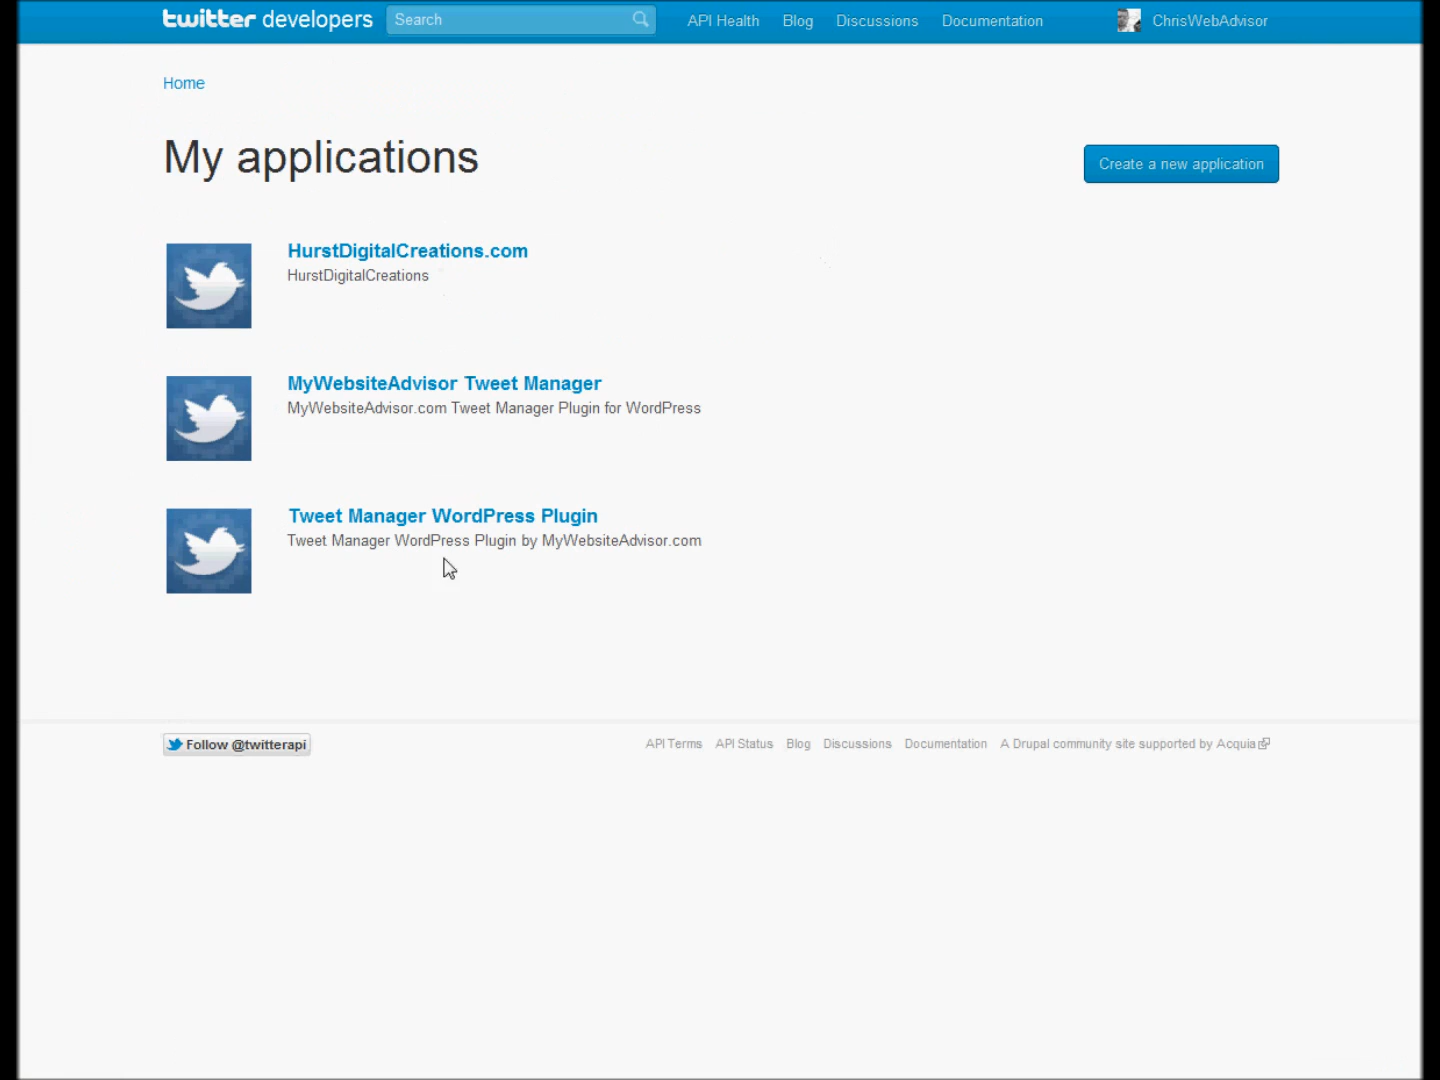 twitter developers Search API Health Blog Discussions Documentation ChrisWebAdvisor
Home
My applications
Create a new application
HurstDigitalCreations.com
HurstDigitalCreations
MyWebsiteAdvisor Tweet Manager
MyWebsiteAdvisor.com Tweet Manager Plugin for WordPress
Tweet Manager WordPress Plugin
Tweet Manager WordPress Plugin by MyWebsiteAdvisor.com
Follow @twitterapi API Terms API Status Blog Discussions Documentation A Drupal community site supported by Acquia